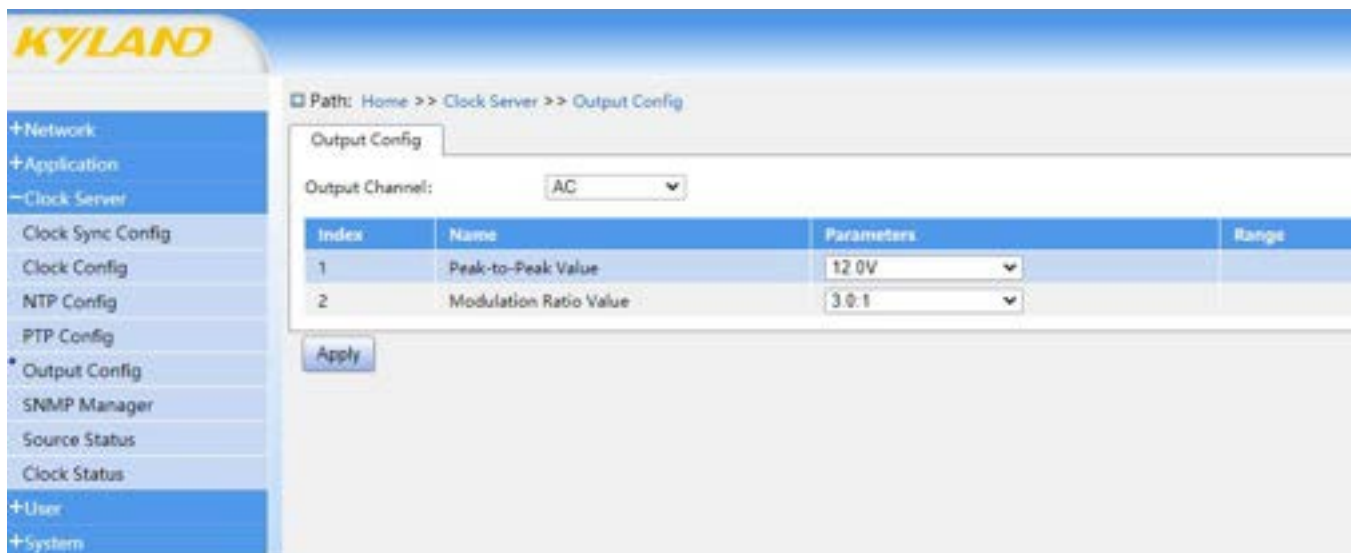 KYLAND
Path: Home >> Clock Server >> Output Config
+Network
+Application
−Clock Server
Clock Sync Config
Clock Config
NTP Config
PTP Config
Output Config
SNMP Manager
Source Status
Clock Status
+User
+System
Output Config
Output Channel: AC
Index Name Parameters Range
1 Peak-to-Peak Value 12.0V
2 Modulation Ratio Value 3.0:1
Apply